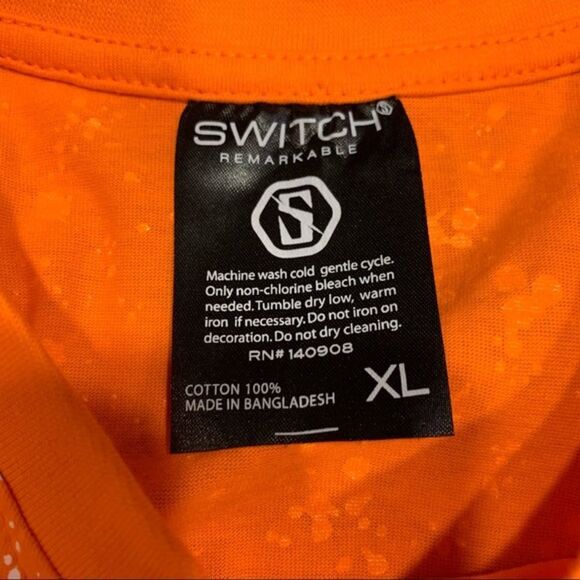 SWITCH
REMARKABLE
S
Machine wash cold gentle cycle.
Only non-chlorine bleach when
needed. Tumble dry low, warm
iron if necessary. Do not iron on
decoration. Do not dry cleaning.
RN# 140908
COTTON 100%
MADE IN BANGLADESH
XL